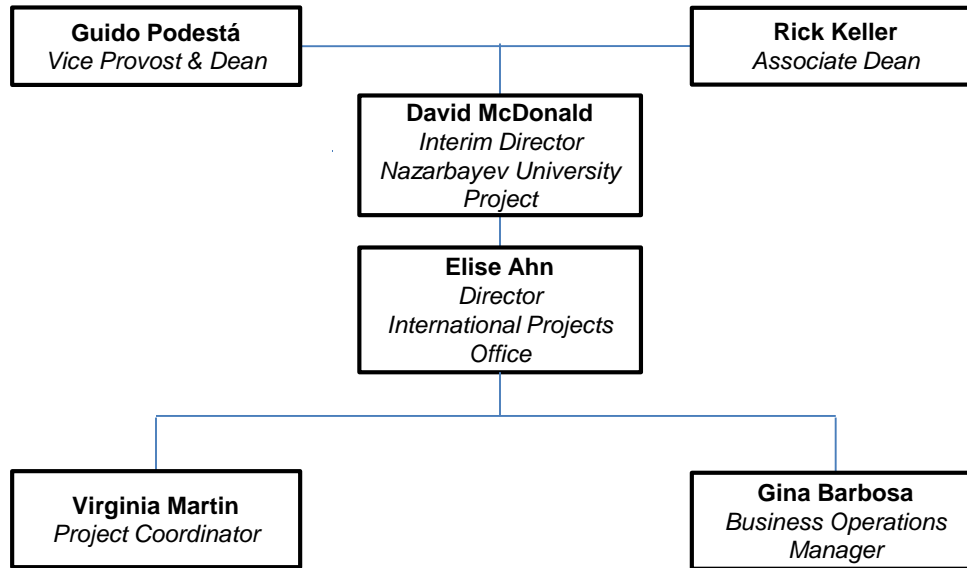 Guido Podestá
Vice Provost & Dean
Rick Keller
Associate Dean
David McDonald
Interim Director
Nazarbayev University
Project
Elise Ahn
Director
International Projects
Office
Virginia Martin
Project Coordinator
Gina Barbosa
Business Operations
Manager